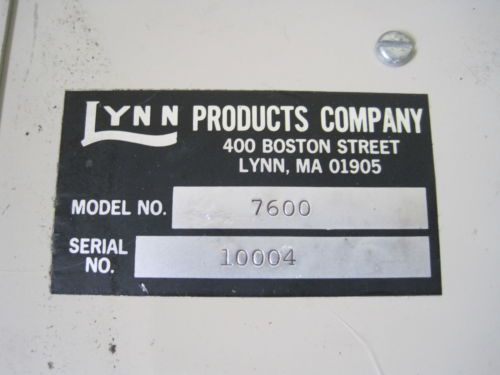 LYNN PRODUCTS COMPANY
400 BOSTON STREET
LYNN, MA 01905
MODEL NO. 7600
SERIAL NO. 10004